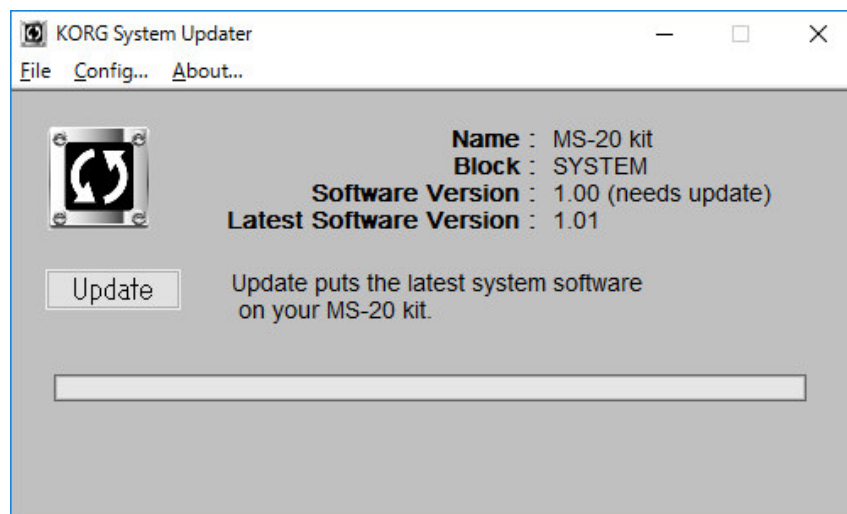 KORG System Updater
File Config... About...
Name : MS-20 kit
Block : SYSTEM
Software Version : 1.00 (needs update)
Latest Software Version : 1.01
Update
Update puts the latest system software
on your MS-20 kit.